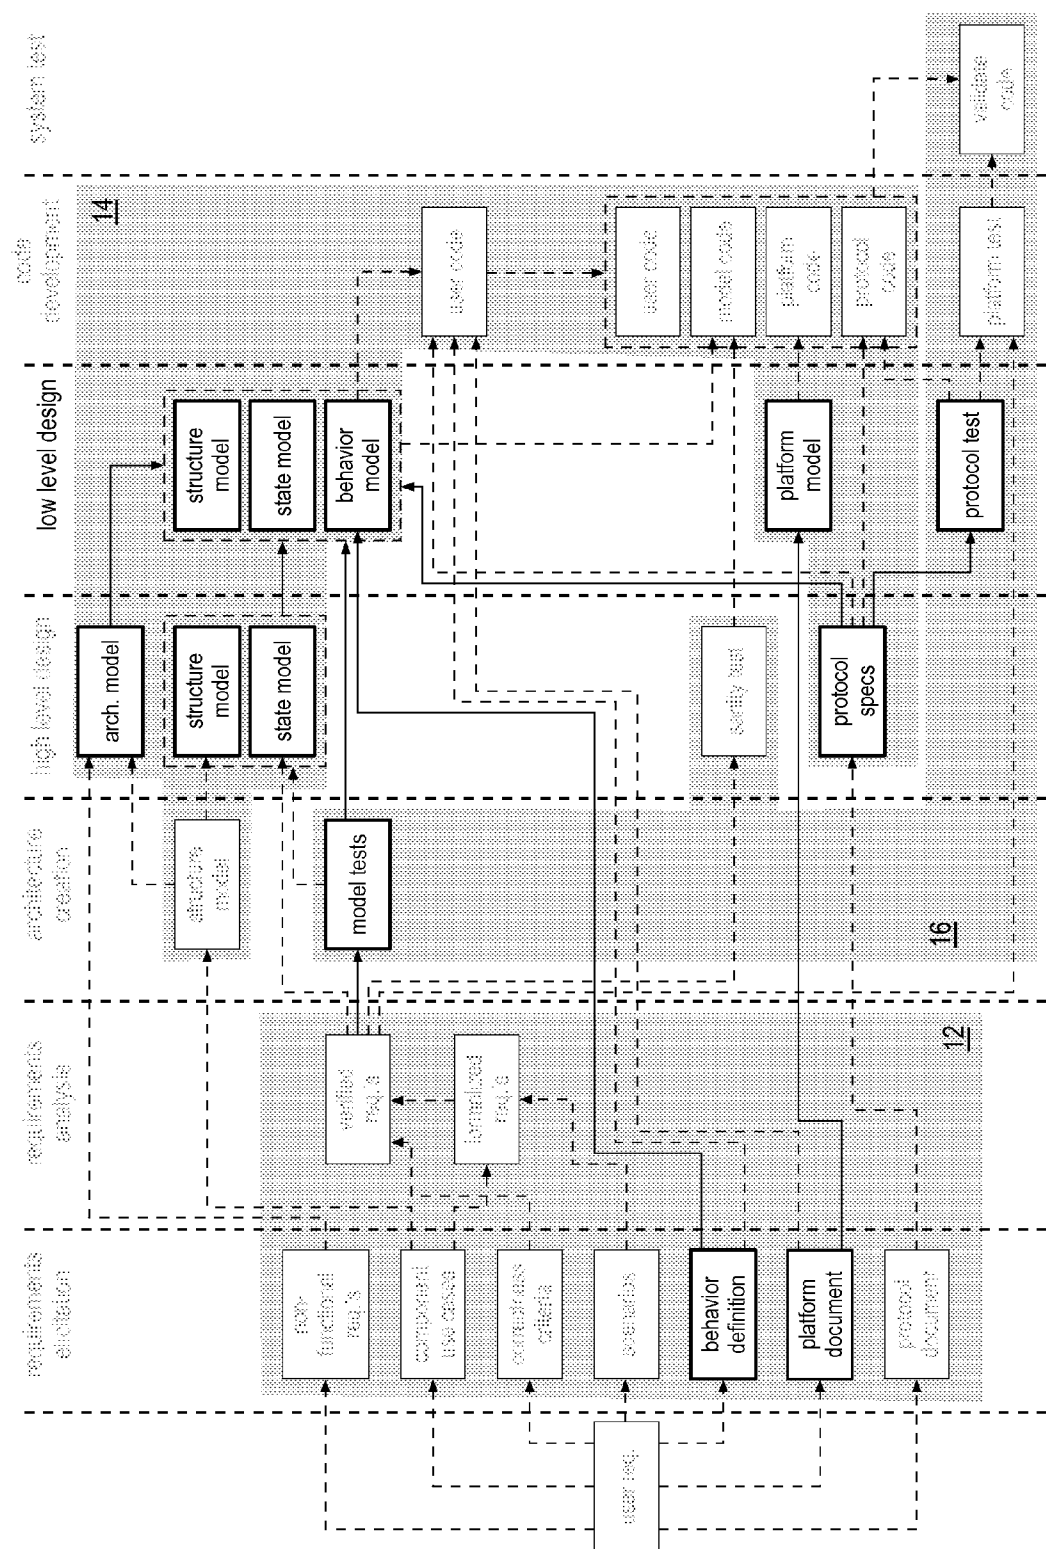 requirements
elicitation
requirements
analysis
architecture
creation
high level design
low level design
code
development
system test
user req.
non-
functional
req.'s
component
use cases
correctness
criteria
scenarios
behavior
definition
platform
document
protocol
document
verified
req.'s
formalized
req.'s
12
structure
model
model tests
16
arch. model
structure
model
state model
sanity test
protocol
specs
structure
model
state model
behavior
model
platform
model
protocol test
14
user code
user code
model code
platform
code
protocol
code
platform test
validate
code